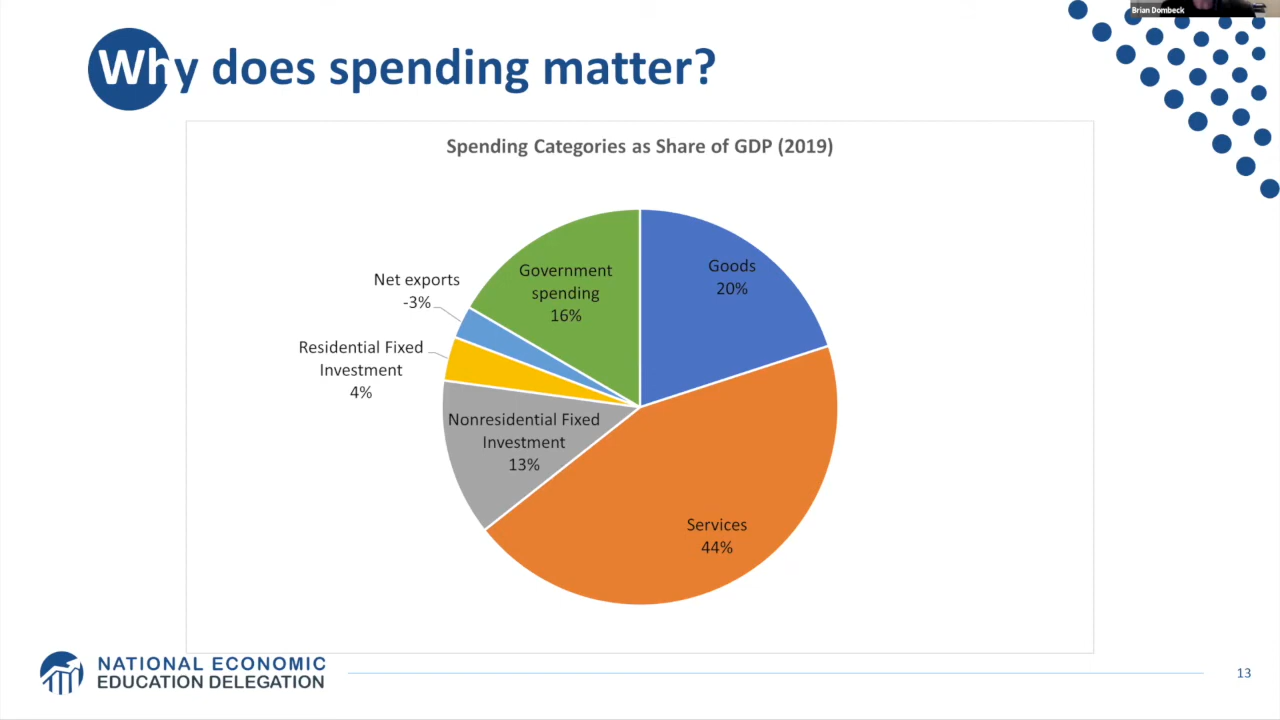 Brian Dombeck
Why does spending matter?
Spending Categories as Share of GDP (2019)
Goods
20%
Services
44%
Nonresidential Fixed
Investment
13%
Residential Fixed
Investment
4%
Net exports
-3%
Government
spending
16%
NATIONAL ECONOMIC
EDUCATION DELEGATION
13